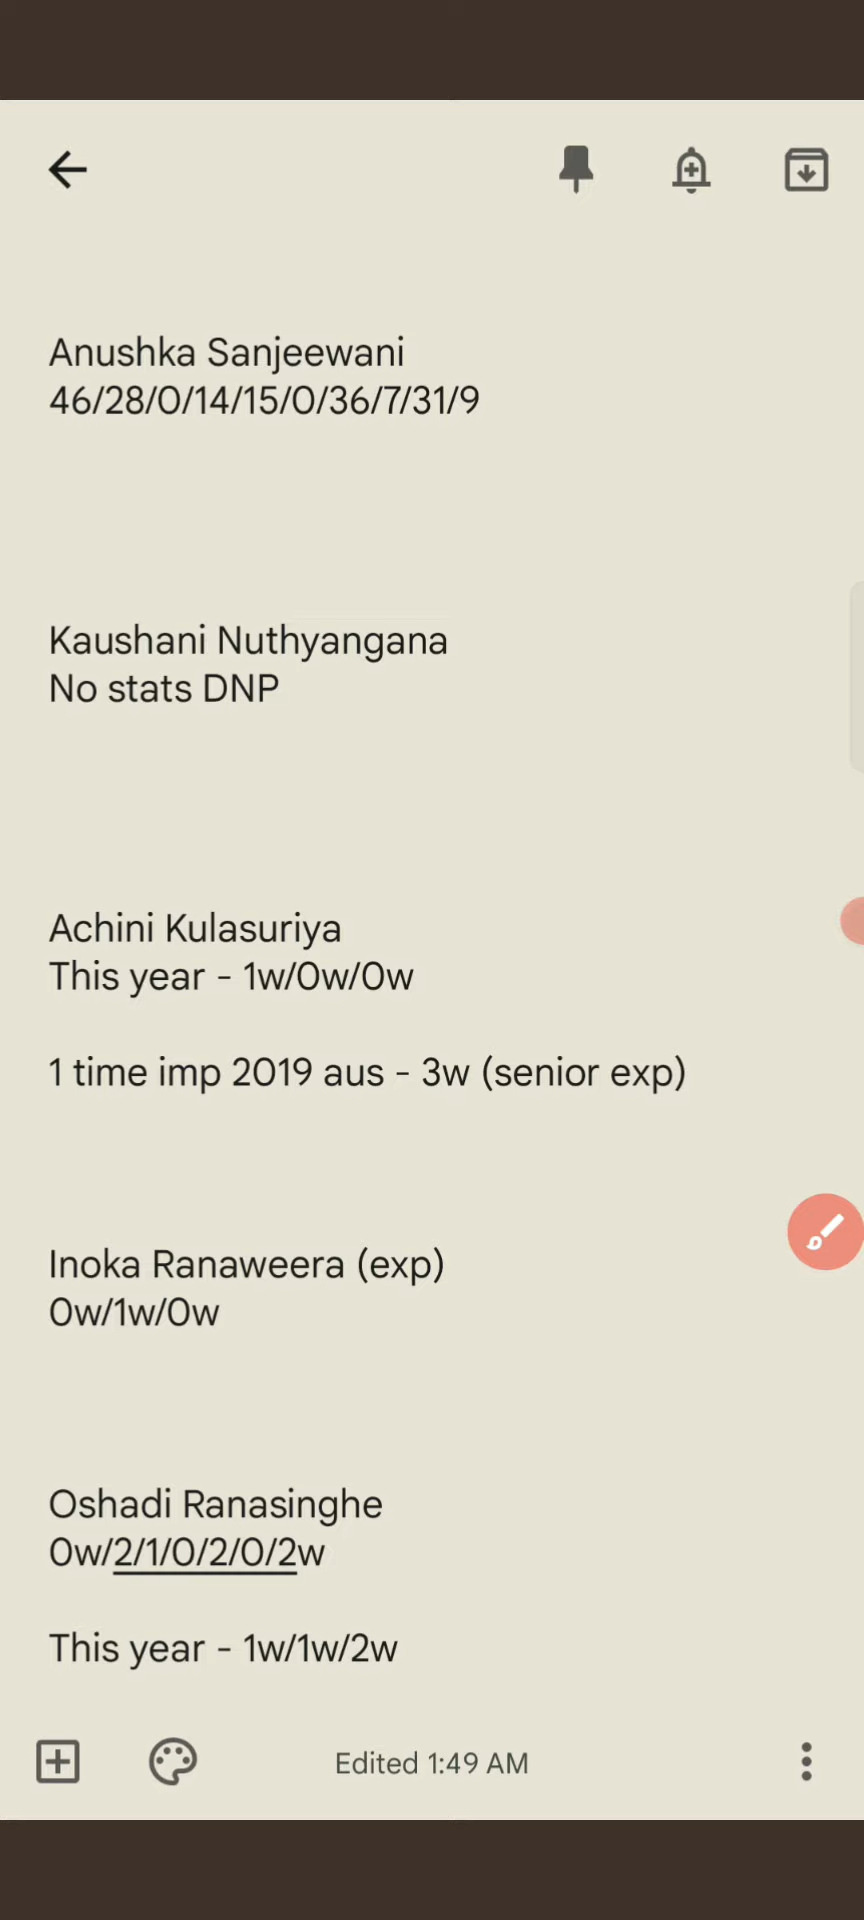 Anushka Sanjeewani
46/28/0/14/15/0/36/7/31/9
Kaushani Nuthyangana
No stats DNP
Achini Kulasuriya
This year - 1w/0w/0w
1 time imp 2019 aus - 3w (senior exp)
Inoka Ranaweera (exp)
0w/1w/0w
Oshadi Ranasinghe
0w/2/1/0/2/0/2w
This year - 1w/1w/2w
Edited 1:49 AM